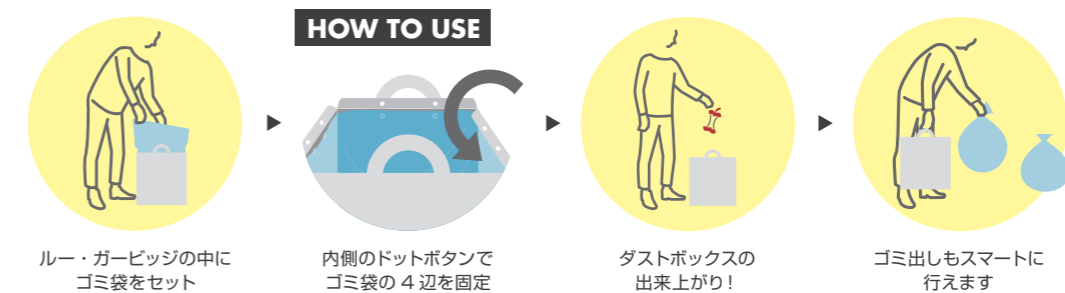 HOW TO USE
ルー・ガービッジの中に
ゴミ袋をセット
内側のドットボタンで
ゴミ袋の4辺を固定
ダストボックスの
出来上がり!
ゴミ出しもスマートに
行えます